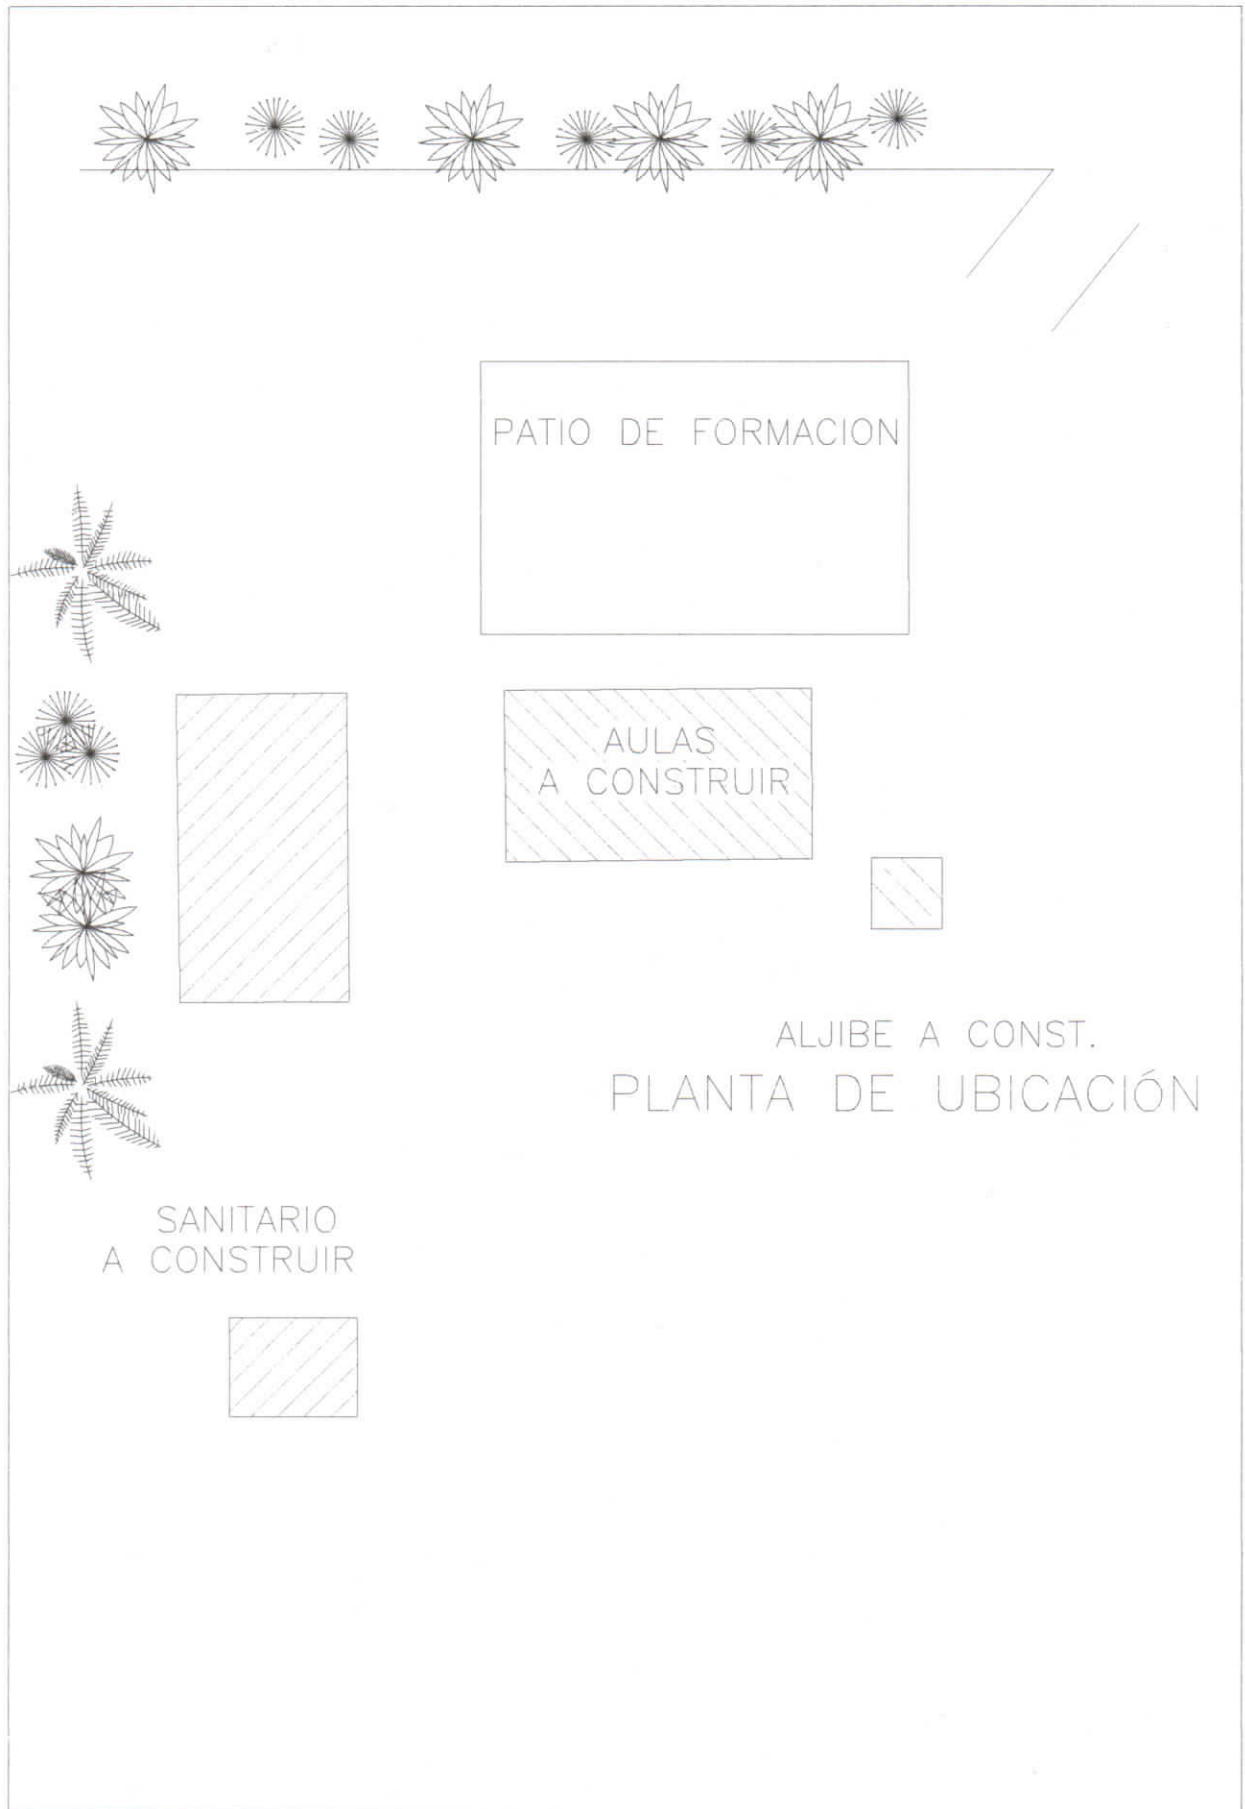 PATIO DE FORMACION
AULAS
A CONSTRUIR
ALJIBE A CONST.
PLANTA DE UBICACIÓN
SANITARIO
A CONSTRUIR